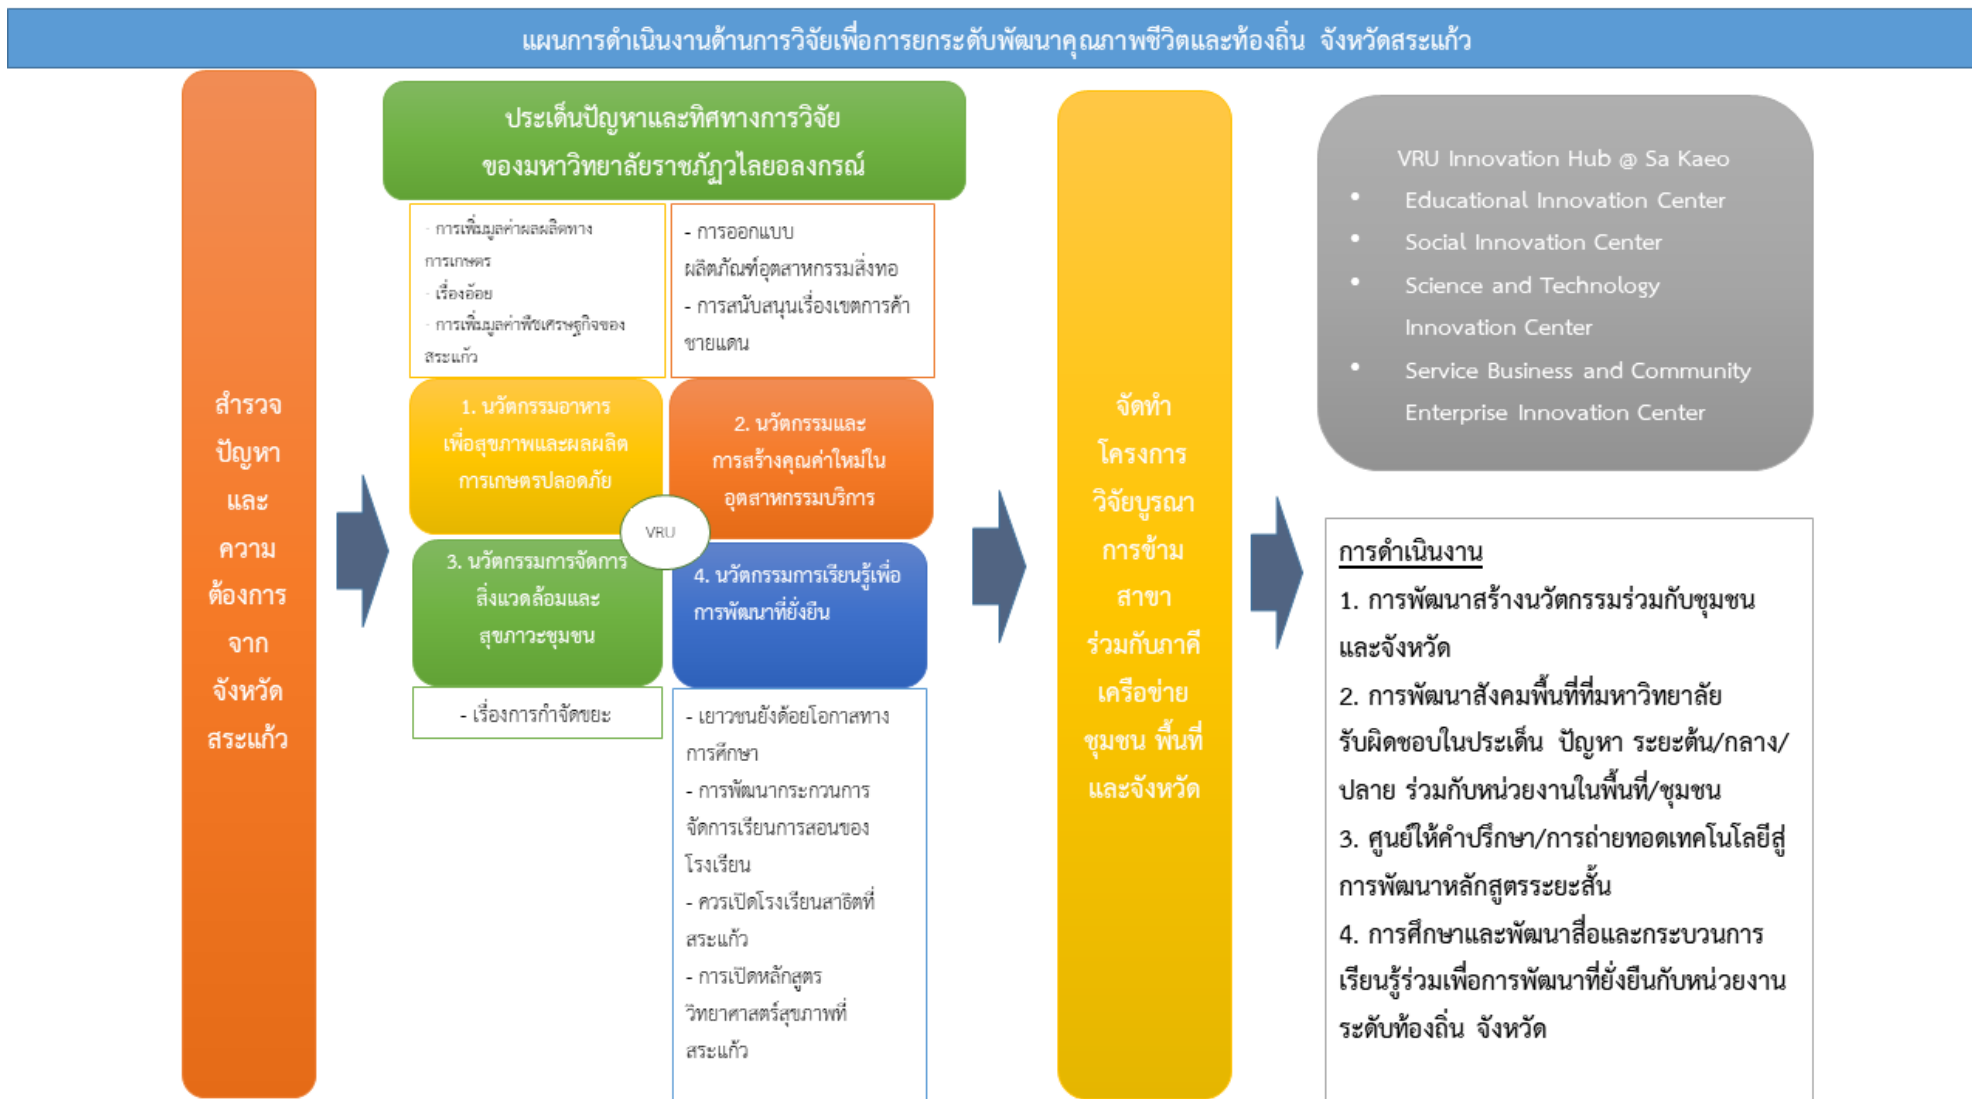 แผนการดำเนินงานด้านการวิจัยเพื่อการยกระดับพัฒนาคุณภาพชีวิตและท้องถิ่น จังหวัดสระแก้ว
สำรวจ
ปัญหา
และ
ความ
ต้องการ
จาก
จังหวัด
สระแก้ว
ประเด็นปัญหาและทิศทางการวิจัย
ของมหาวิทยาลัยราชภัฏวไลยอลงกรณ์
- การเพิ่มมูลค่าผลผลิตทาง
การเกษตร
- เรื่องอ้อย
- การเพิ่มมูลค่าพืชเศรษฐกิจของ
สระแก้ว
- การออกแบบ
ผลิตภัณฑ์อุตสาหกรรมสิ่งทอ
- การสนับสนุนเรื่องเขตการค้า
ชายแดน
1. นวัตกรรมอาหาร
เพื่อสุขภาพและผลผลิต
การเกษตรปลอดภัย
2. นวัตกรรมและ
การสร้างคุณค่าใหม่ใน
อุตสาหกรรมบริการ
VRU
3. นวัตกรรมการจัดการ
สิ่งแวดล้อมและ
สุขภาวะชุมชน
4. นวัตกรรมการเรียนรู้เพื่อ
การพัฒนาที่ยั่งยืน
- เรื่องการกำจัดขยะ
- เยาวชนยังด้อยโอกาสทาง
การศึกษา
- การพัฒนากระกวนการ
จัดการเรียนการสอนของ
โรงเรียน
- ควรเปิดโรงเรียนสาธิตที่
สระแก้ว
- การเปิดหลักสูตร
วิทยาศาสตร์สุขภาพที่
สระแก้ว
จัดทำ
โครงการ
วิจัยบูรณา
การข้าม
สาขา
ร่วมกับภาคี
เครือข่าย
ชุมชน พื้นที่
และจังหวัด
VRU Innovation Hub @ Sa Kaeo
• Educational Innovation Center
• Social Innovation Center
• Science and Technology
Innovation Center
• Service Business and Community
Enterprise Innovation Center
การดำเนินงาน
1. การพัฒนาสร้างนวัตกรรมร่วมกับชุมชน
และจังหวัด
2. การพัฒนาสังคมพื้นที่ที่มหาวิทยาลัย
รับผิดชอบในประเด็น ปัญหา ระยะต้น/กลาง/
ปลาย ร่วมกับหน่วยงานในพื้นที่/ชุมชน
3. ศูนย์ให้คำปรึกษา/การถ่ายทอดเทคโนโลยีสู่
การพัฒนาหลักสูตรระยะสั้น
4. การศึกษาและพัฒนาสื่อและกระบวนการ
เรียนรู้ร่วมเพื่อการพัฒนาที่ยั่งยืนกับหน่วยงาน
ระดับท้องถิ่น จังหวัด